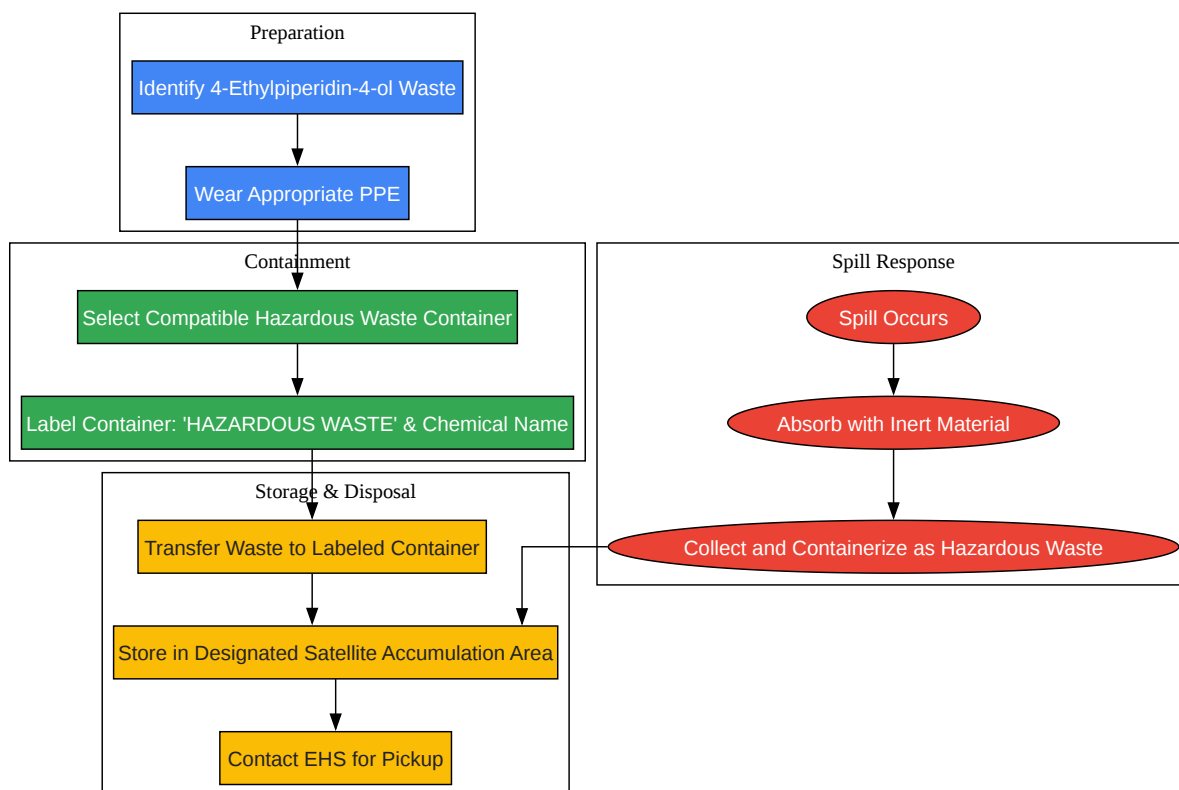 Preparation
Identify 4-Ethylpiperidin-4-ol Waste
Wear Appropriate PPE
Containment
Select Compatible Hazardous Waste Container
Label Container: 'HAZARDOUS WASTE' & Chemical Name
Storage & Disposal
Transfer Waste to Labeled Container
Store in Designated Satellite Accumulation Area
Contact EHS for Pickup
Spill Response
Spill Occurs
Absorb with Inert Material
Collect and Containerize as Hazardous Waste